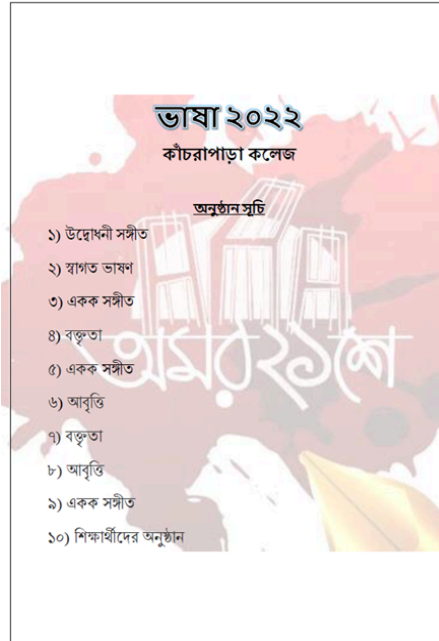 ভাষা ২০২২
কাঁচরাপাড়া কলেজ
অনুষ্ঠান সূচি
১) উদ্বোধনী সঙ্গীত
২) স্বাগত ভাষণ
৩) একক সঙ্গীত
৪) বক্তৃতা
৫) একক সঙ্গীত
৬) আবৃত্তি
৭) বক্তৃতা
৮) আবৃত্তি
৯) একক সঙ্গীত
১০) শিক্ষার্থীদের অনুষ্ঠান
অমর ২১শে